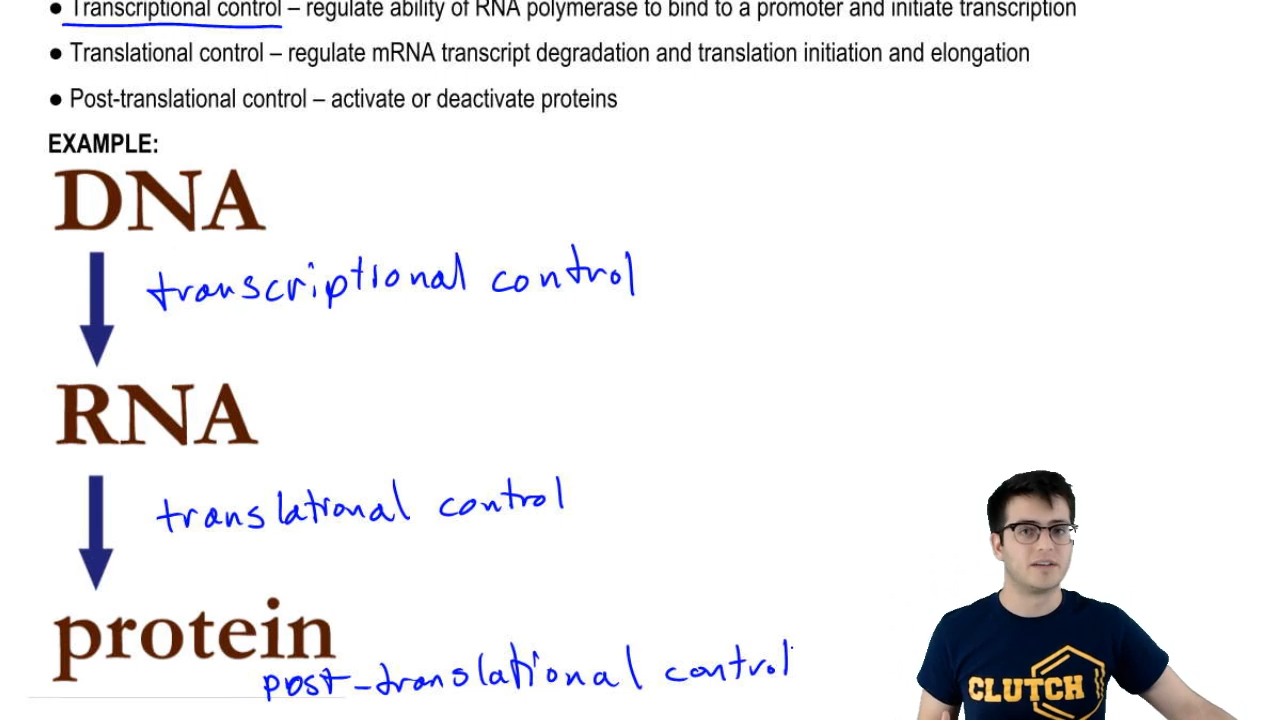 ● Transcriptional control – regulate ability of RNA polymerase to bind to a promoter and initiate transcription
● Translational control – regulate mRNA transcript degradation and translation initiation and elongation
● Post-translational control – activate or deactivate proteins
EXAMPLE:
DNA
transcriptional control
RNA
translational control
protein
post-translational control
CLUTCH